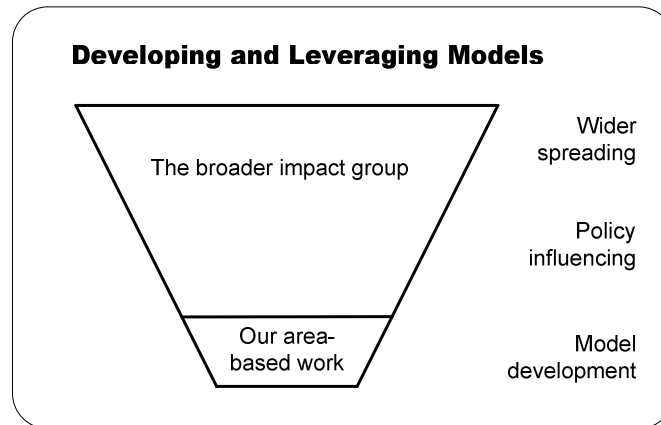 Developing and Leveraging Models
Wider
spreading
The broader impact group
Policy
influencing
Our area-
based work
Model
development